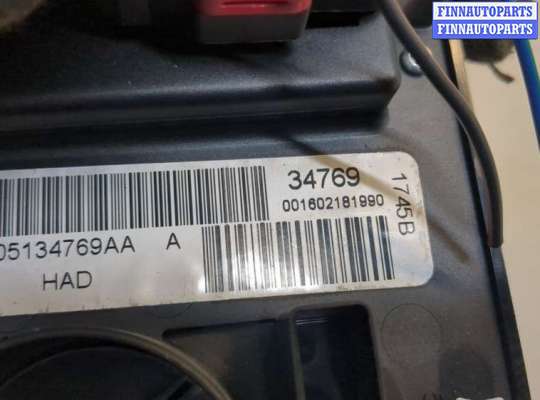 FINNAUTOPARTS
FINNAUTOPARTS
34769
001602181990
1745B
05134769AA A
HAD